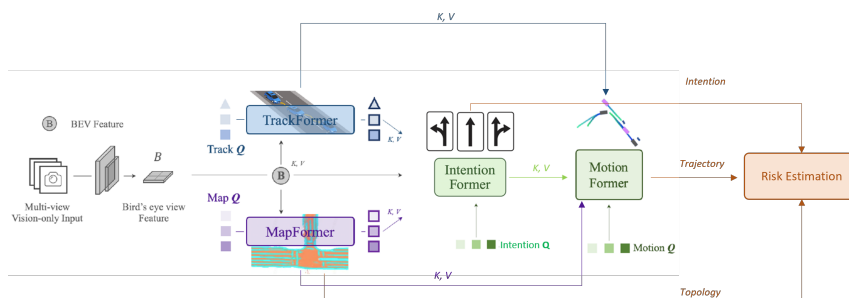 K, V
Intention
B
BEV Feature
TrackFormer
Track Q
K, V
K, V
B
Multi-view
Vision-only Input
Bird's eye view
Feature
B
Map Q
K, V
MapFormer
Intention
Former
K, V
Motion
Former
Trajectory
Risk Estimation
Intention Q
Motion Q
K, V
Topology